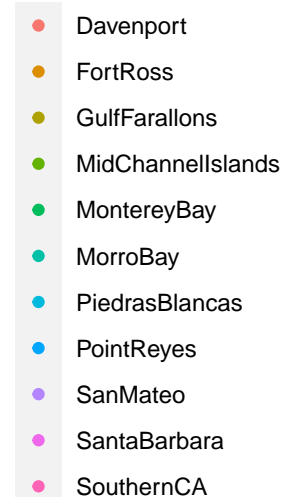 Davenport
FortRoss
GulfFarallons
MidChannelIslands
MontereyBay
MorroBay
PiedrasBlancas
PointReyes
SanMateo
SantaBarbara
SouthernCA